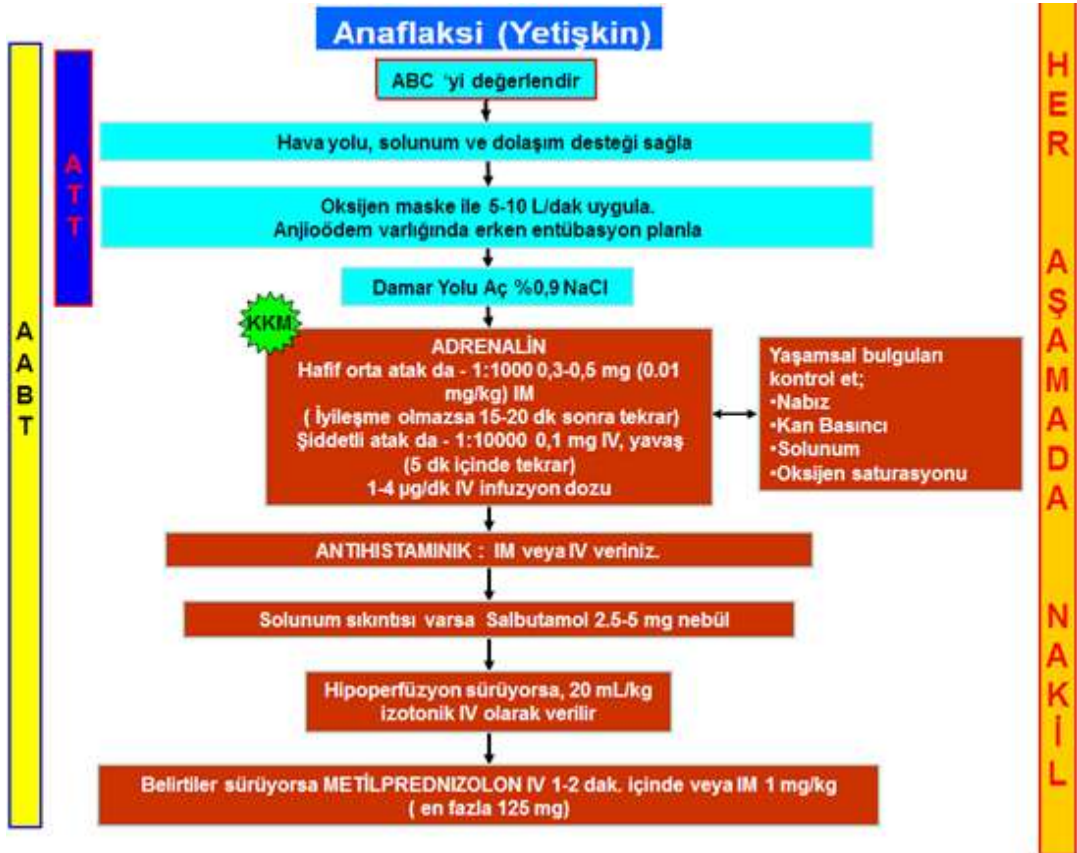 Anaflaksi (Yetişkin)
ABC 'yi değerlendir
Hava yolu, solunum ve dolaşım desteği sağla
Oksijen maske ile 5-10 L/dak uygula.
Anjioödem varlığında erken entübasyon planla
Damar Yolu Aç %0,9 NaCl
KKM
ADRENALİN
Hafif orta atak da - 1:1000 0,3-0,5 mg (0.01
mg/kg) IM
( İyileşme olmazsa 15-20 dk sonra tekrar)
Şiddetli atak da - 1:10000 0,1 mg IV, yavaş
(5 dk içinde tekrar)
1-4 µg/dk IV infuzyon dozu
Yaşamsal bulguları
kontrol et;
•Nabız
•Kan Basıncı
•Solunum
•Oksijen saturasyonu
ANTIHISTAMINIK : IM veya IV veriniz.
Solunum sıkıntısı varsa Salbutamol 2.5-5 mg nebül
Hipoperfüzyon sürüyorsa, 20 mL/kg
izotonik IV olarak verilir
Belirtiler sürüyorsa METİLPREDNIZOLON IV 1-2 dak. içinde veya IM 1 mg/kg
( en fazla 125 mg)
AABT
ATT
HER AŞAMADA NAKİL